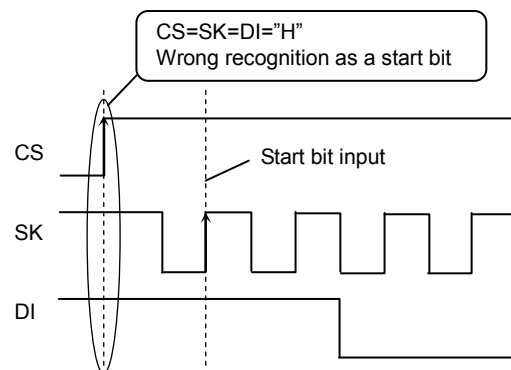 CS=SK=DI=”H”
Wrong recognition as a start bit
CS
Start bit input
SK
DI